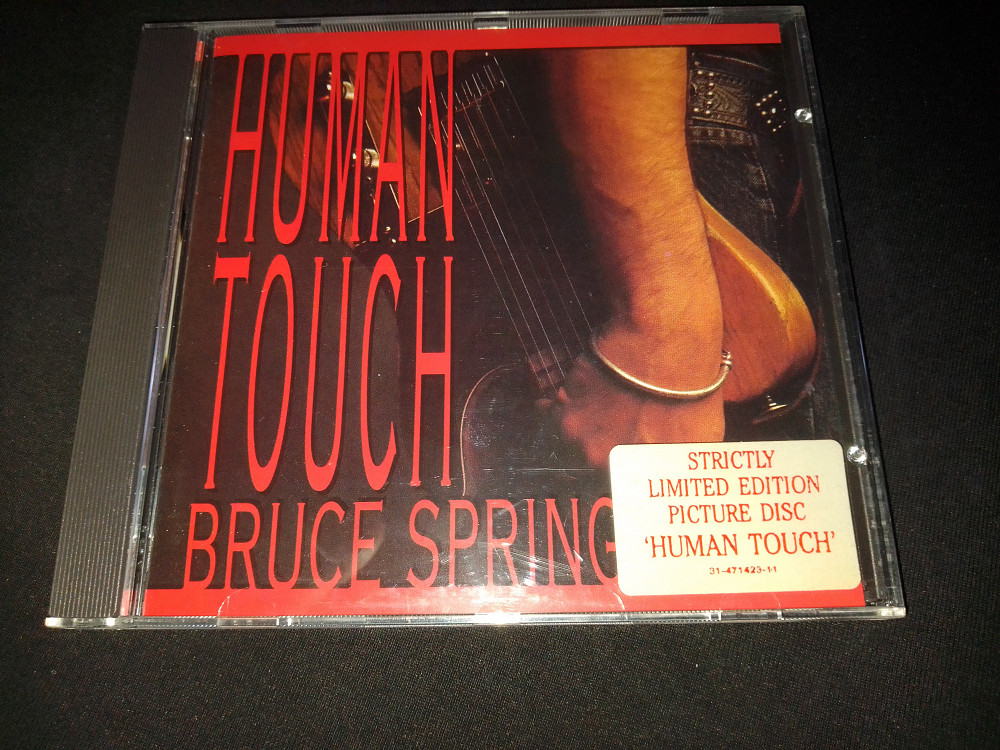 HUMAN
TOUCH
BRUCE SPRING
STRICTLY
LIMITED EDITION
PICTURE DISC
'HUMAN TOUCH'
31-471423-11